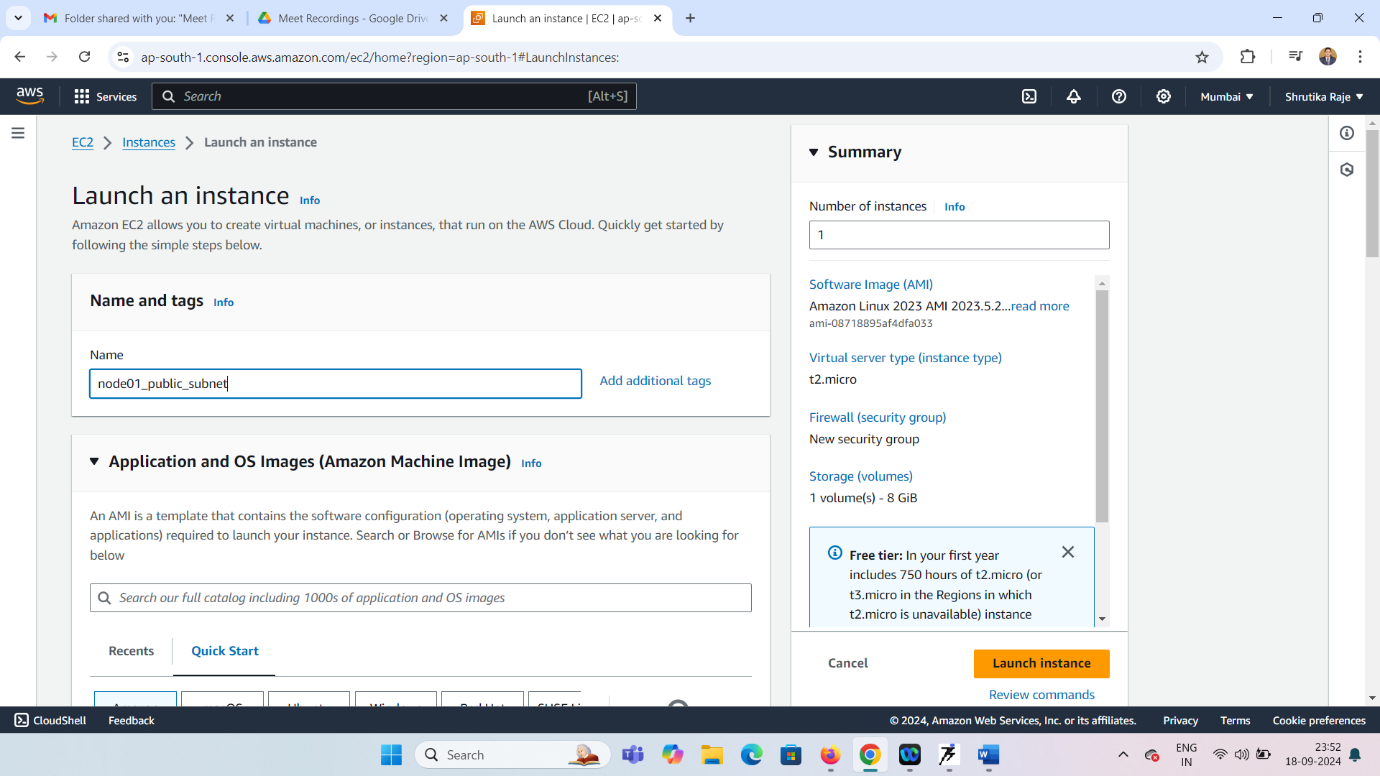 Folder shared with you: "Meet R
Meet Recordings - Google Drive
Launch an instance | EC2 | ap-so
ap-south-1.console.aws.amazon.com/ec2/home?region=ap-south-1#LaunchInstances:
aws
Services
Search
[Alt+S]
Mumbai
Shrutika Raje
EC2
Instances
Launch an instance
Launch an instance
Info
Amazon EC2 allows you to create virtual machines, or instances, that run on the AWS Cloud. Quickly get started by
following the simple steps below.
Name and tags
Info
Name
node01_public_subnet
Add additional tags
Application and OS Images (Amazon Machine Image)
Info
An AMI is a template that contains the software configuration (operating system, application server, and
applications) required to launch your instance. Search or Browse for AMIs if you don't see what you are looking for
below
Search our full catalog including 1000s of application and OS images
Recents
Quick Start
Summary
Number of instances
Info
1
Software Image (AMI)
Amazon Linux 2023 AMI 2023.5.2...read more
ami-08718895af4dfa033
Virtual server type (instance type)
t2.micro
Firewall (security group)
New security group
Storage (volumes)
1 volume(s) - 8 GiB
Free tier: In your first year
includes 750 hours of t2.micro (or
t3.micro in the Regions in which
t2.micro is unavailable) instance
Cancel
Launch instance
Review commands
CloudShell
Feedback
© 2024, Amazon Web Services, Inc. or its affiliates.
Privacy
Terms
Cookie preferences
Search
ENG
IN
23:52
18-09-2024